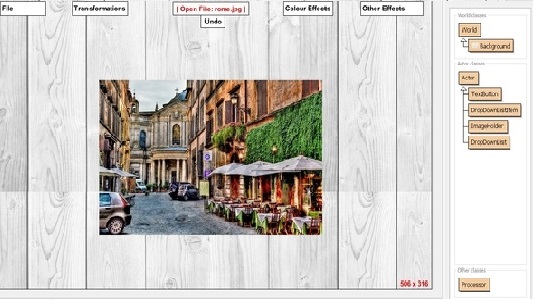 File
Transformations
[ Open File: rome.jpg ]
Colour Effects
Other Effects
Undo
506 x 316
World classes
World
Background
Actor classes
Actor
TextButton
DropDownListItem
ImageFolder
DropDownList
Other classes
Processor